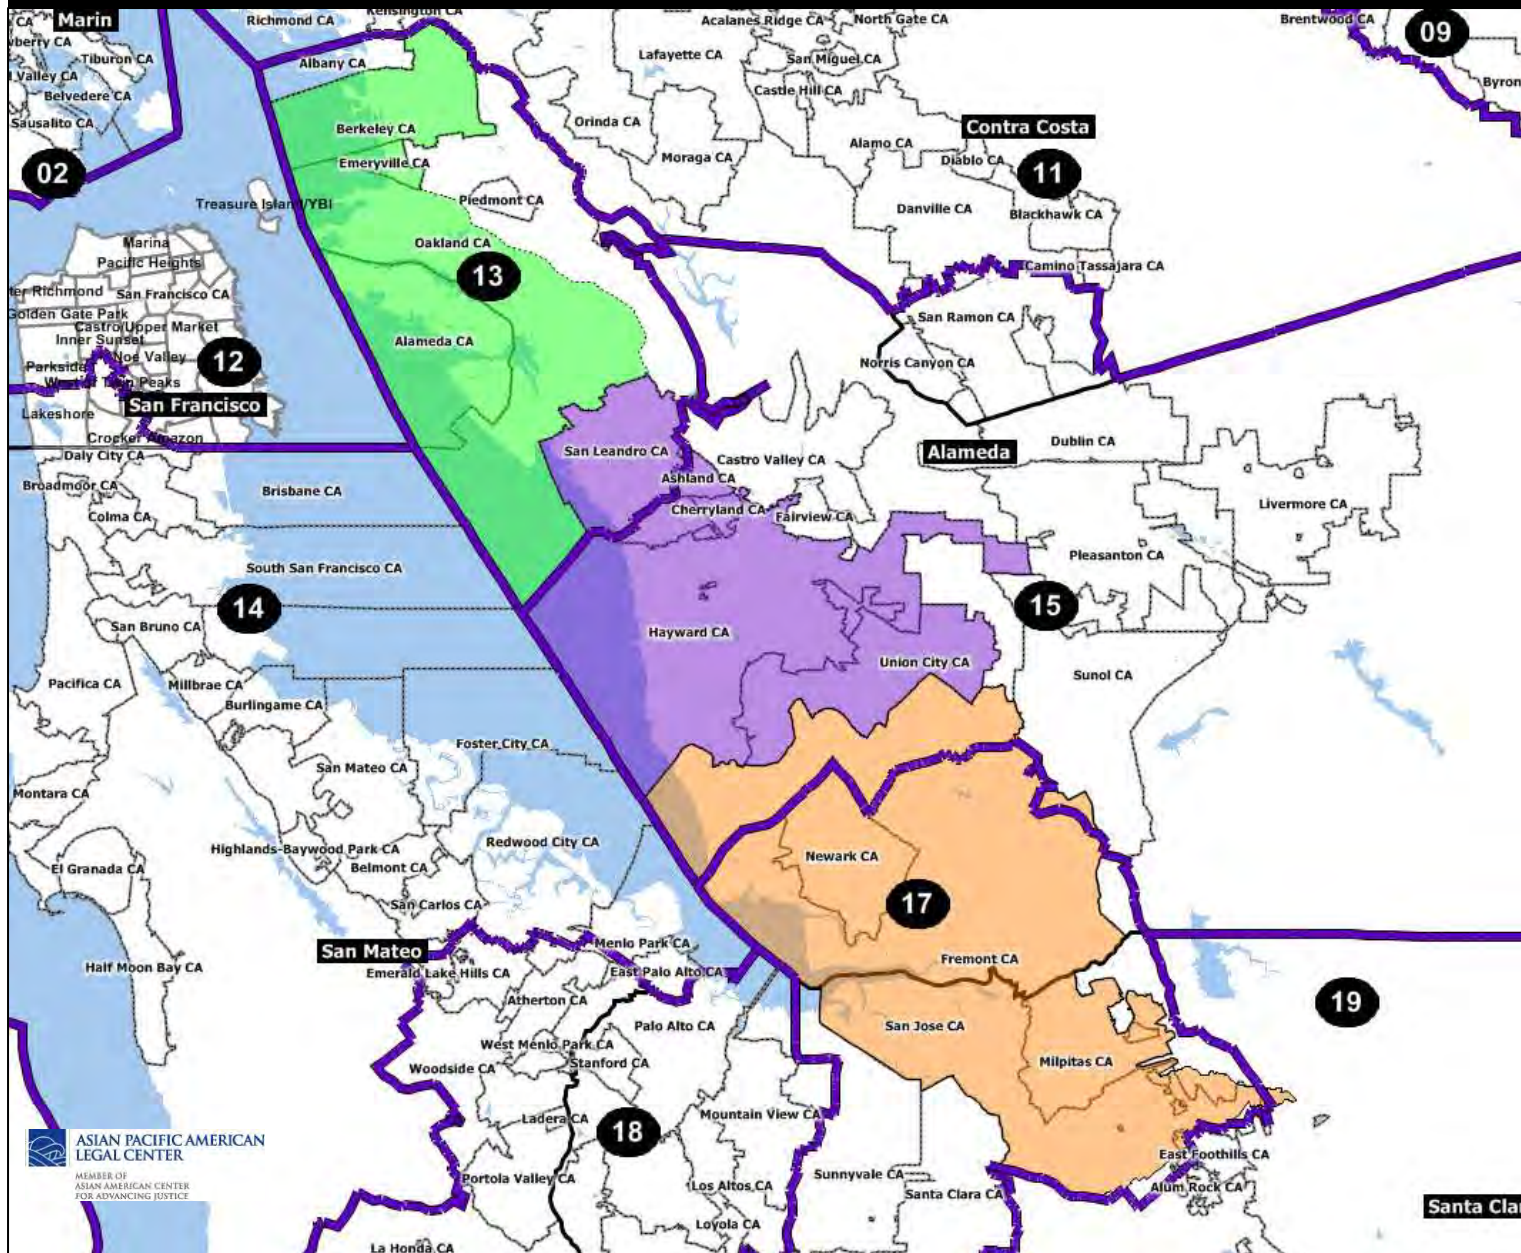 Marin
Richmond CA
Kensington CA
Acalanes Ridge CA
North Gate CA
Brentwood CA
09
wberry CA
Tiburon CA
Albany CA
Lafayette CA
San Miguel CA
l Valley CA
Belvedere CA
Castle Hill CA
Byron
Sausalito CA
Berkeley CA
Orinda CA
Contra Costa
Alamo CA
Emeryville CA
Moraga CA
Diablo CA
11
02
Treasure Island/YBI
Piedmont CA
Danville CA
Blackhawk CA
Marina
Oakland CA
Pacific Heights
13
Camino Tassajara CA
ter Richmond
San Francisco CA
Golden Gate Park
San Ramon CA
Castro/Upper Market
Inner Sunset
Alameda CA
Noe Valley
12
Norris Canyon CA
Parkside
West of Twin Peaks
San Francisco
Lakeshore
Crocker Amazon
Dublin CA
Daly City CA
San Leandro CA
Castro Valley CA
Alameda
Broadmoor CA
Brisbane CA
Ashland CA
Livermore CA
Colma CA
Cherryland CA
Fairview CA
Pleasanton CA
South San Francisco CA
14
15
San Bruno CA
Hayward CA
Union City CA
Sunol CA
Pacifica CA
Millbrae CA
Burlingame CA
Foster City CA
San Mateo CA
Montara CA
Highlands-Baywood Park CA
Redwood City CA
Newark CA
El Granada CA
Belmont CA
San Carlos CA
17
San Mateo
Menlo Park CA
Half Moon Bay CA
Emerald Lake Hills CA
East Palo Alto CA
Fremont CA
Atherton CA
19
Palo Alto CA
San Jose CA
West Menlo Park CA
Woodside CA
Stanford CA
Milpitas CA
Ladera CA
18
Mountain View CA
ASIAN PACIFIC AMERICAN
LEGAL CENTER
MEMBER OF
ASIAN AMERICAN CENTER
FOR ADVANCING JUSTICE
East Foothills CA
Portola Valley CA
Los Altos CA
Sunnyvale CA
Santa Clara CA
Alum Rock CA
Loyola CA
Santa Clar
La Honda CA